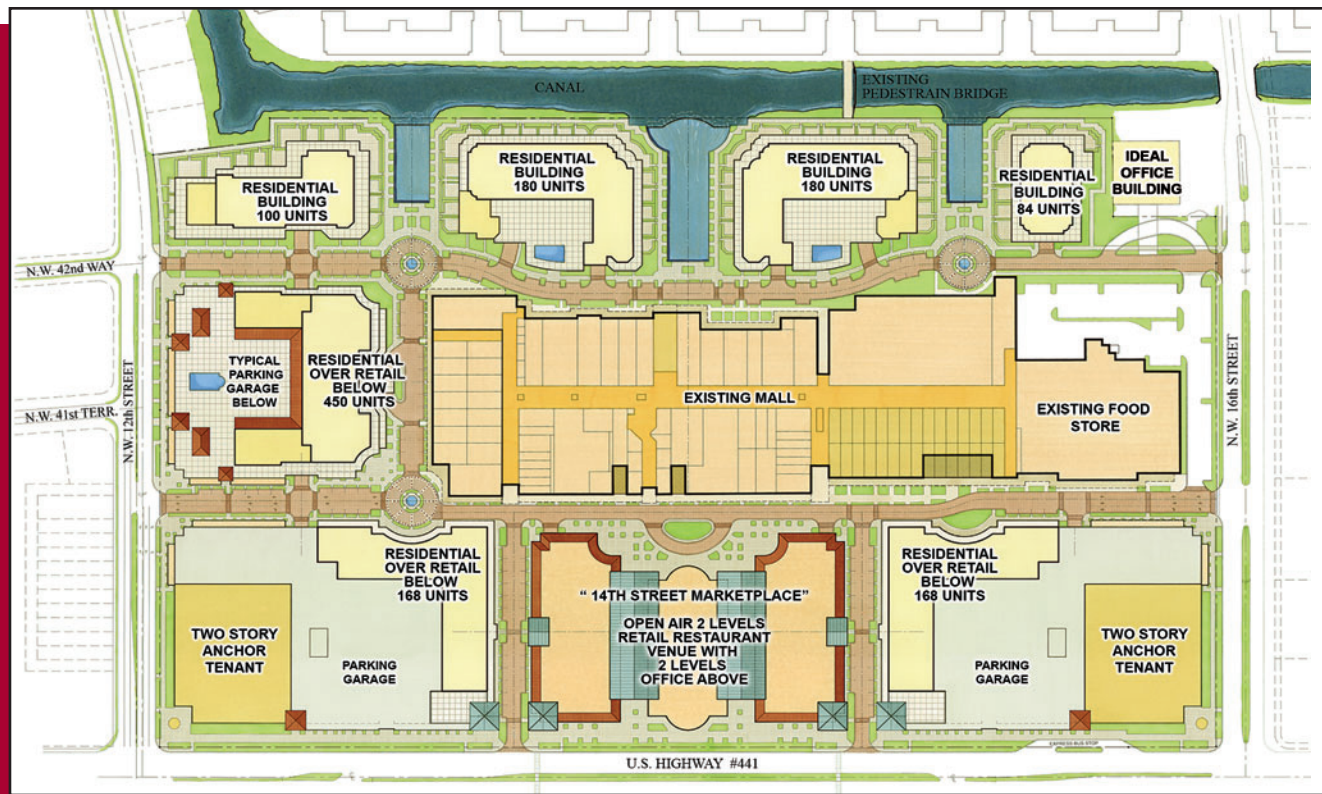 CANAL
EXISTING
PEDESTRAIN BRIDGE
RESIDENTIAL
BUILDING
100 UNITS
RESIDENTIAL
BUILDING
180 UNITS
RESIDENTIAL
BUILDING
180 UNITS
RESIDENTIAL
BUILDING
84 UNITS
IDEAL
OFFICE
BUILDING
N.W. 42nd WAY
N.W. 41st TERR.
N.W. 12th STREET
TYPICAL
PARKING
GARAGE
BELOW
RESIDENTIAL
OVER RETAIL
BELOW
450 UNITS
EXISTING MALL
EXISTING FOOD
STORE
N.W. 16th STREET
TWO STORY
ANCHOR
TENANT
PARKING
GARAGE
RESIDENTIAL
OVER RETAIL
BELOW
168 UNITS
" 14TH STREET MARKETPLACE"
OPEN AIR 2 LEVELS
RETAIL RESTAURANT
VENUE WITH
2 LEVELS
OFFICE ABOVE
RESIDENTIAL
OVER RETAIL
BELOW
168 UNITS
PARKING
GARAGE
TWO STORY
ANCHOR
TENANT
EXPRESS BUS STOP
U.S. HIGHWAY #441